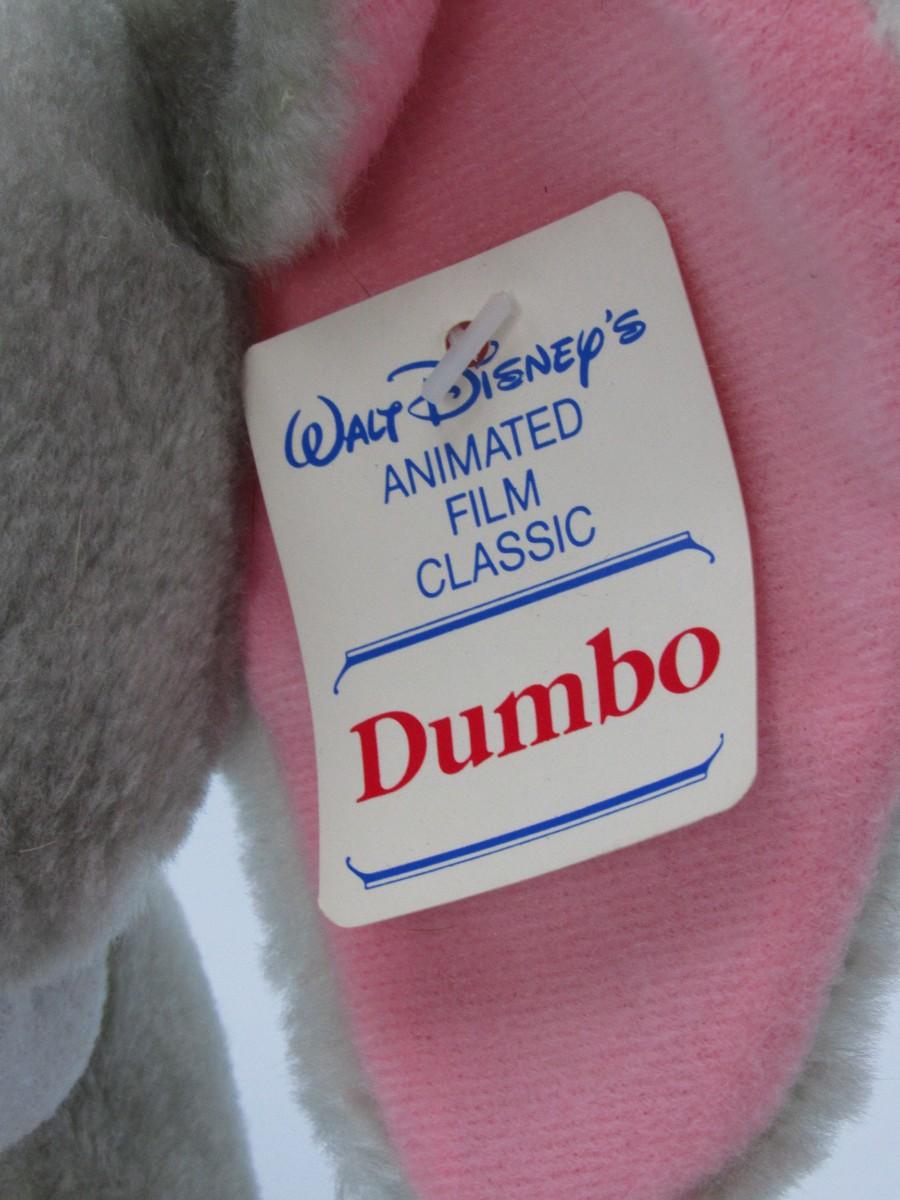 Walt Disney's
ANIMATED
FILM
CLASSIC
Dumbo